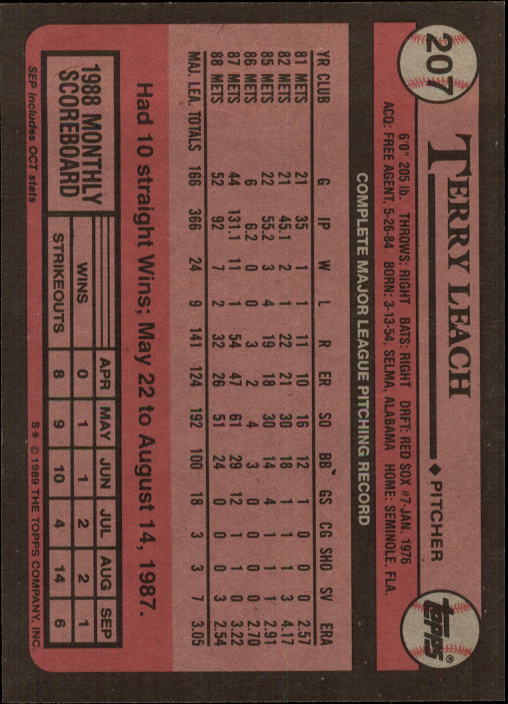 207
TERRY LEACH ◆ PITCHER
topps®
6'0" 205 lb. THROWS: RIGHT BATS: RIGHT DRFT: RED SOX #7-JAN. 1976
ACQ: FREE AGENT, 5-26-84 BORN: 3-13-54, SELMA, ALABAMA HOME: SEMINOLE, FLA.
COMPLETE MAJOR LEAGUE PITCHING RECORD
YR CLUB G IP W L R ER SO BB GS CG SHO SV ERA
81 METS 21 35 1 1 11 10 16 12 1 0 0 0 2.57
82 METS 21 45.1 2 1 22 21 30 18 1 1 1 3 4.17
85 METS 22 55.2 3 4 19 18 30 14 4 1 1 1 2.91
86 METS 6 6.2 0 0 3 2 4 3 0 0 0 0 2.70
87 METS 44 131.1 11 1 54 47 61 29 12 1 1 0 3.22
88 METS 52 92 7 2 32 26 51 24 0 0 0 3 2.54
MAJ. LEA. TOTALS 166 366 24 9 141 124 192 100 18 3 3 7 3.05
Had 10 straight Wins; May 22 to August 14, 1987.
1988 MONTHLY SCOREBOARD
APR MAY JUN JUL AUG SEP
WINS 0 1 1 2 2 1
STRIKEOUTS 8 9 10 4 14 6
SEP includes OCT stats
B* © 1989 THE TOPPS COMPANY, INC.